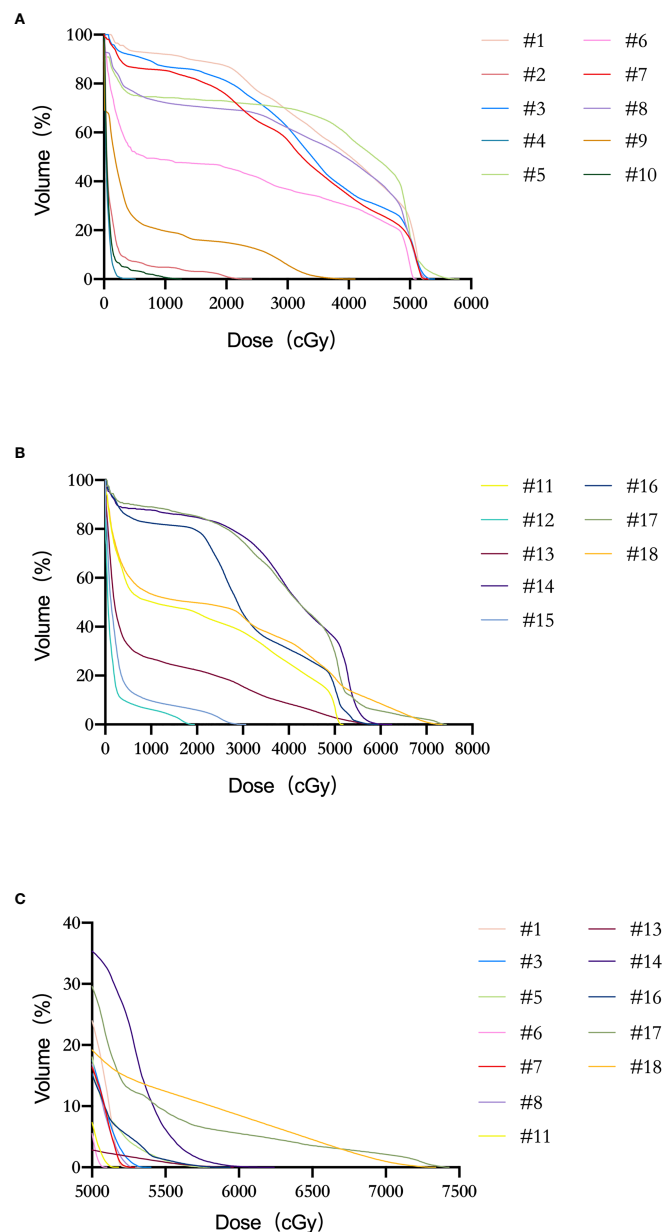 A
Volume (%)
100
80
60
40
20
0
0 1000 2000 3000 4000 5000 6000
Dose（cGy）
#1 #6
#2 #7
#3 #8
#4 #9
#5 #10
B
Volume (%)
100
80
60
40
20
0
0 1000 2000 3000 4000 5000 6000 7000 8000
Dose（cGy）
#11 #16
#12 #17
#13 #18
#14
#15
C
Volume (%)
40
30
20
10
0
5000 5500 6000 6500 7000 7500
Dose（cGy）
#1 #13
#3 #14
#5 #16
#6 #17
#7 #18
#8
#11